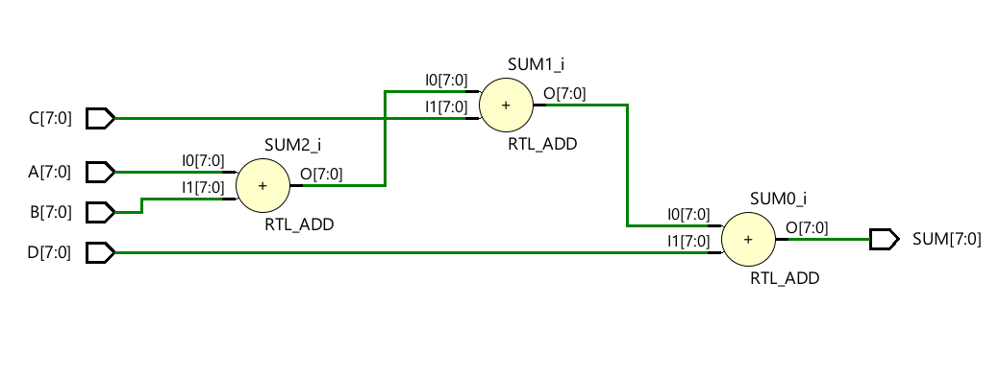 SUM1_i
I0[7:0]
O[7:0]
I1[7:0]
+
C[7:0]
RTL_ADD
SUM2_i
I0[7:0]
A[7:0]
O[7:0]
I1[7:0]
+
B[7:0]
RTL_ADD
SUM0_i
I0[7:0]
O[7:0]
I1[7:0]
+
SUM[7:0]
D[7:0]
RTL_ADD